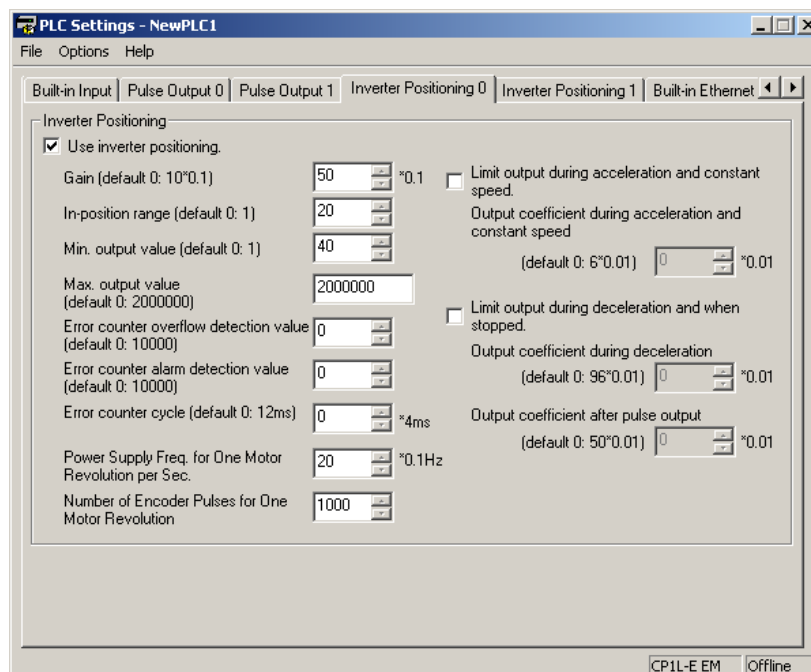 PLC Settings - NewPLC1
File Options Help
Built-in Input Pulse Output 0 Pulse Output 1 Inverter Positioning 0 Inverter Positioning 1 Built-in Ethernet
Inverter Positioning
Use inverter positioning.
Gain (default 0: 10*0.1) 50 *0.1
In-position range (default 0: 1) 20
Min. output value (default 0: 1) 40
Max. output value
(default 0: 2000000) 2000000
Error counter overflow detection value
(default 0: 10000) 0
Error counter alarm detection value
(default 0: 10000) 0
Error counter cycle (default 0: 12ms) 0 *4ms
Power Supply Freq. for One Motor
Revolution per Sec. 20 *0.1Hz
Number of Encoder Pulses for One
Motor Revolution 1000
Limit output during acceleration and constant
speed.
Output coefficient during acceleration and
constant speed
(default 0: 6*0.01) 0 *0.01
Limit output during deceleration and when
stopped.
Output coefficient during deceleration
(default 0: 96*0.01) 0 *0.01
Output coefficient after pulse output
(default 0: 50*0.01) 0 *0.01
CP1L-E EM Offline